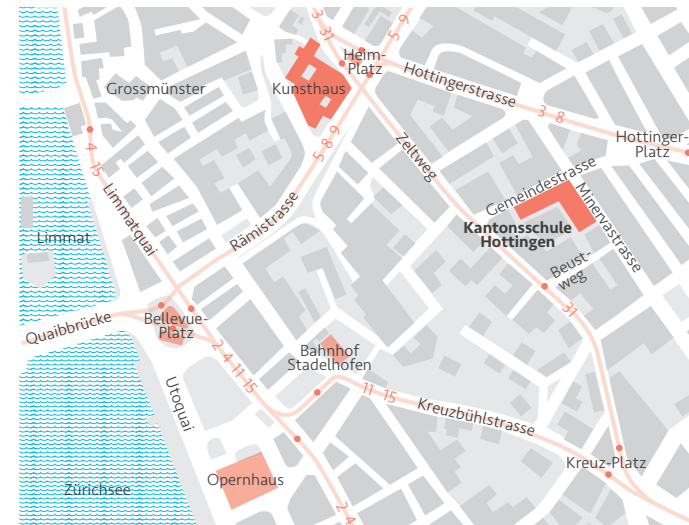 3
31
5
9
Heim-
Platz
Grossmünster
Kunsthaus
Hottingerstrasse
3 8
Hottinger-
Platz
4
15
5 8 9
Zeltweg
Gemeindestrasse
Minervastrasse
Limmatquai
Rämistrasse
Kantonsschule
Hottingen
Limmat
Beust-
weg
31
Quaibbrücke
Bellevue-
Platz
2 4 11 15
Bahnhof
Stadelhofen
11 15
Utoquai
Kreuzbühlstrasse
Kreuz-Platz
Opernhaus
Zürichsee
2 4